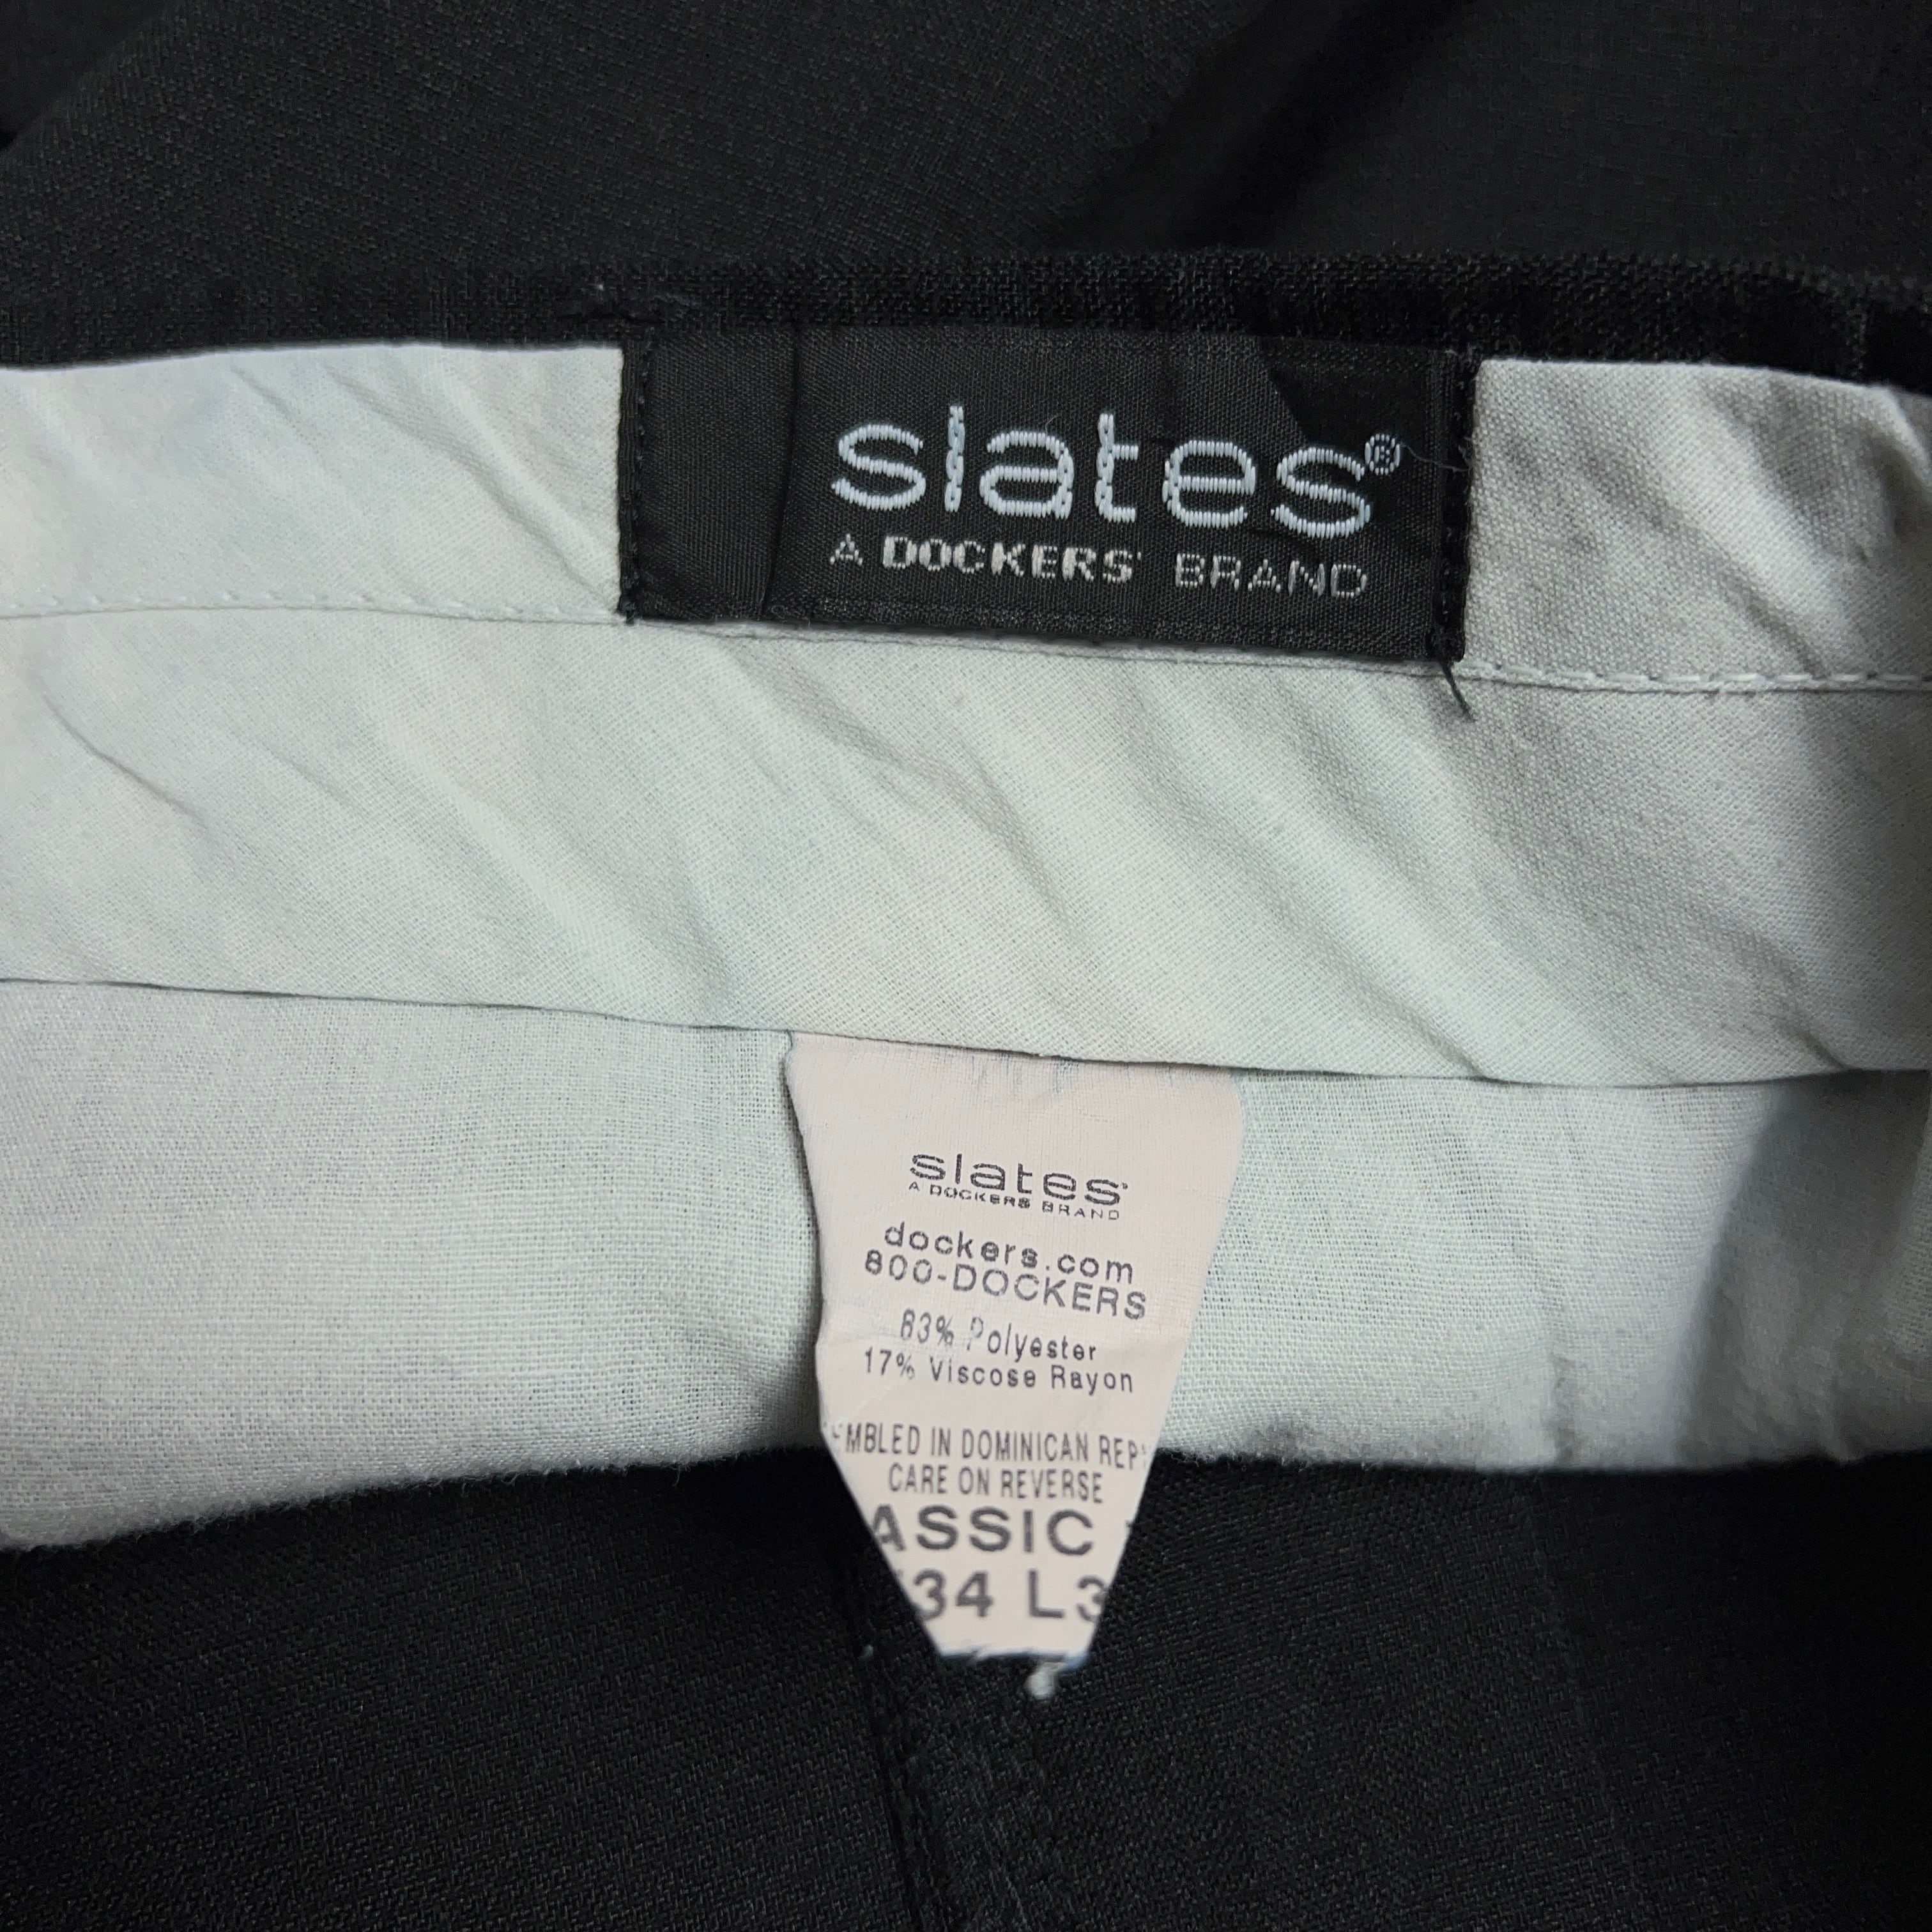 slates®
A DOCKERS® BRAND
slates®
A DOCKERS BRAND
dockers.com
800-DOCKERS
83% Polyester
17% Viscose Rayon
MBLED IN DOMINICAN REP
CARE ON REVERSE
ASSIC
34 L3